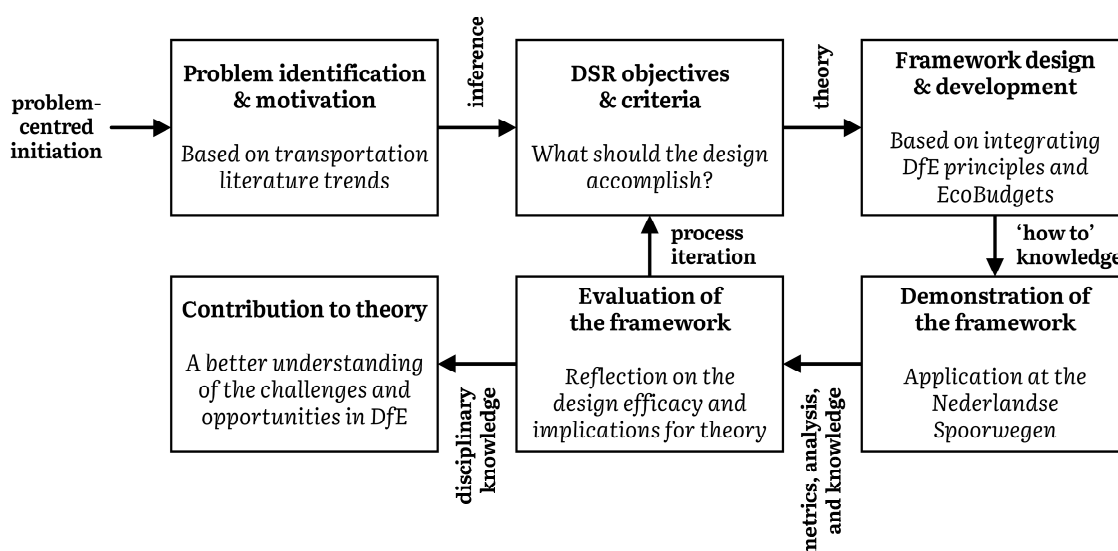 problem-
centred
initiation
Problem identification
& motivation
Based on transportation
literature trends
inference
DSR objectives
& criteria
What should the design
accomplish?
theory
Framework design
& development
Based on integrating
DfE principles and
EcoBudgets
‘how to’
knowledge
Demonstration of
the framework
Application at the
Nederlandse
Spoorwegen
metrics, analysis,
and knowledge
Evaluation of
the framework
Reflection on the
design efficacy and
implications for theory
process
iteration
disciplinary
knowledge
Contribution to theory
A better understanding
of the challenges and
opportunities in DfE